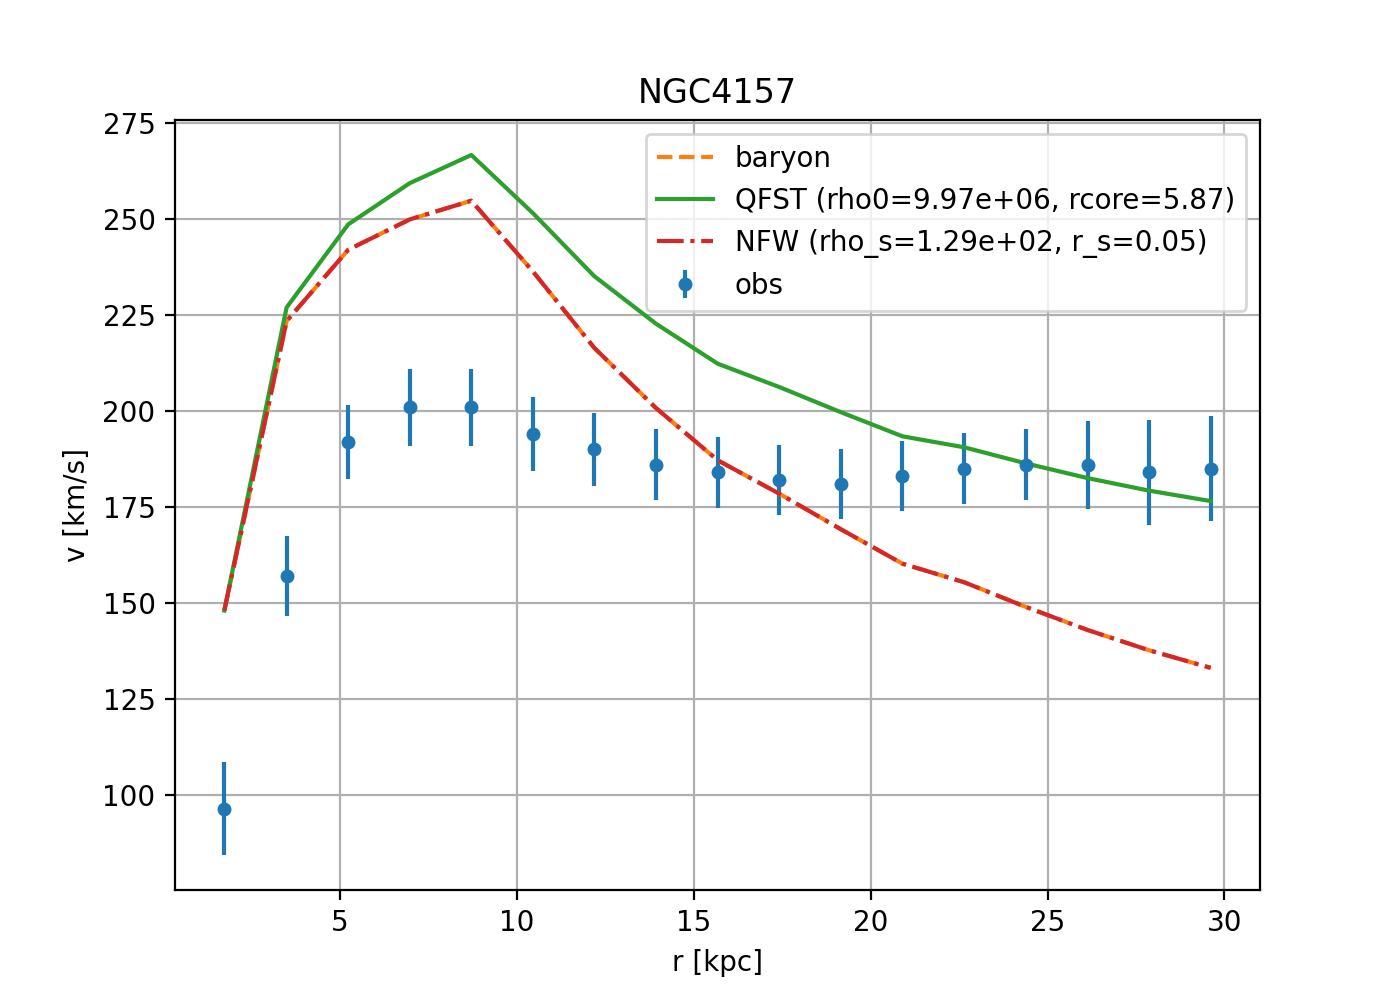 NGC4157
275
250
225
200
175
150
125
100
v [km/s]
baryon
QFST (rho0=9.97e+06, rcore=5.87)
NFW (rho_s=1.29e+02, r_s=0.05)
obs
5 10 15 20 25 30
r [kpc]